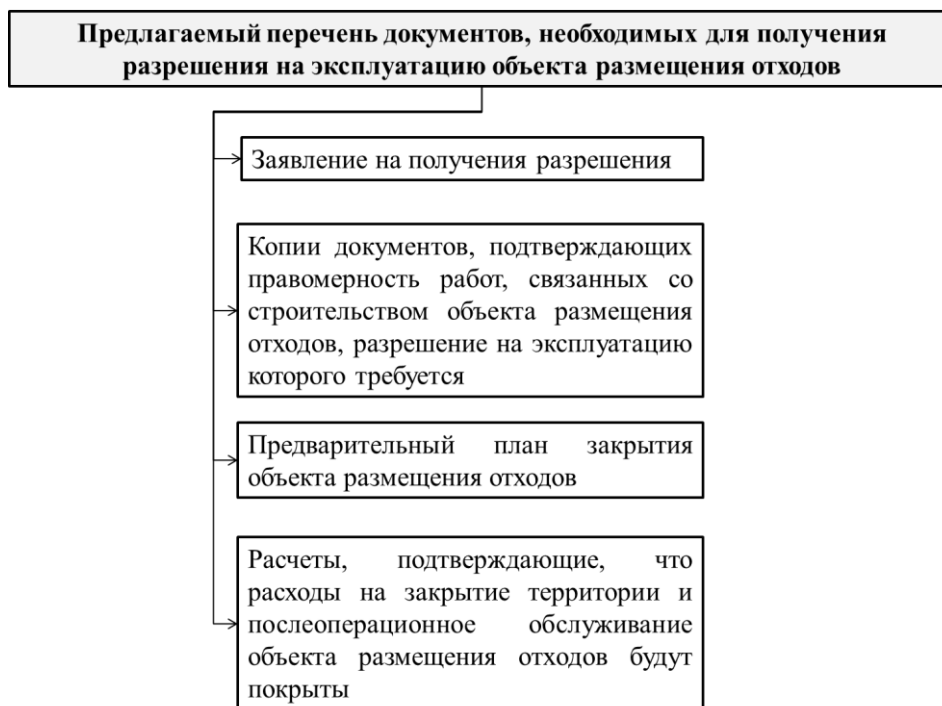 Предлагаемый перечень документов, необходимых для получения
разрешения на эксплуатацию объекта размещения отходов
Заявление на получения разрешения
Копии документов, подтверждающих
правомерность работ, связанных со
строительством объекта размещения
отходов, разрешение на эксплуатацию
которого требуется
Предварительный план закрытия
объекта размещения отходов
Расчеты, подтверждающие, что
расходы на закрытие территории и
послеоперационное обслуживание
объекта размещения отходов будут
покрыты